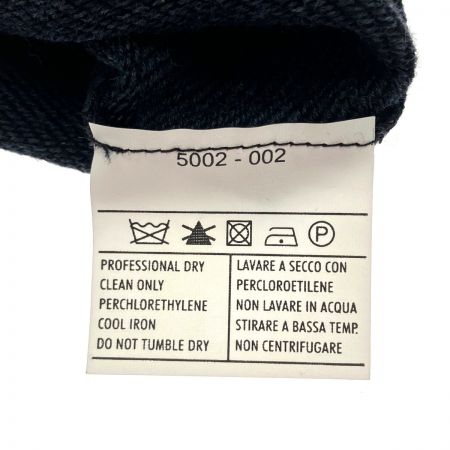 5002 - 002
P
PROFESSIONAL DRY
CLEAN ONLY
PERCHLORETHYLENE
COOL IRON
DO NOT TUMBLE DRY
LAVARE A SECCO CON
PERCLOROETILENE
NON LAVARE IN ACQUA
STIRARE A BASSA TEMP.
NON CENTRIFUGARE